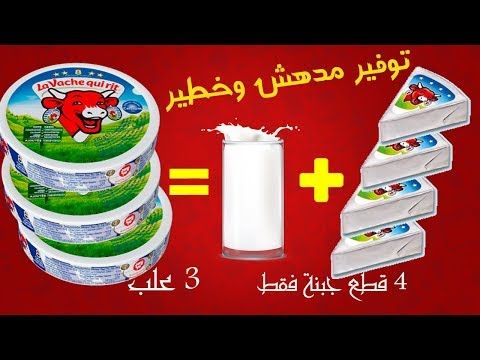 توفير مدهش وخطير
La Vache qui rit
= +
4 قطع جبنة فقط
3 علب